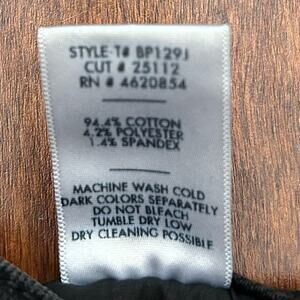 STYLE-T# BP129J
CUT # 25112
RN # 4620854
94.4% COTTON
4.2% POLYESTER
1.4% SPANDEX
MACHINE WASH COLD
DARK COLORS SEPARATELY
DO NOT BLEACH
TUMBLE DRY LOW
DRY CLEANING POSSIBLE